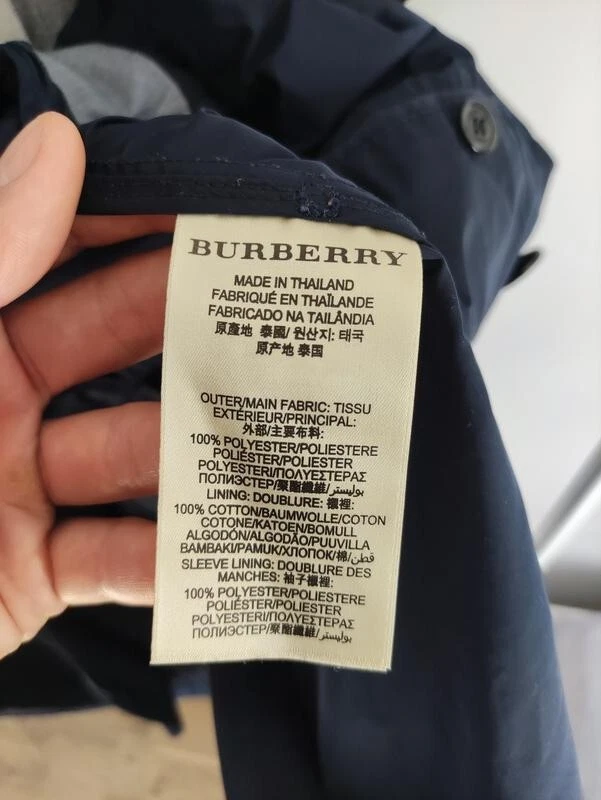 BURBERRY
MADE IN THAILAND
FABRIQUÉ EN THAÏLANDE
FABRICADO NA TAILÂNDIA
原產地 泰國/ 원산지: 태국
原产地 泰国
OUTER/MAIN FABRIC: TISSU
EXTÉRIEUR/PRINCIPAL:
外部/主要布料:
100% POLYESTER/POLIESTERE
POLIÉSTER/POLIESTER
POLYESTERI/ΠΟΛΥΕΣΤΕΡΑΣ
ПОЛИЭСТЕР/聚酯纖維/بوليستر
LINING: DOUBLURE: 襯裡:
100% COTTON/BAUMWOLLE/COTON
COTONE/KATOEN/BOMULL
ALGODÓN/ALGODÃO/PUUVILLA
BAMBAKI/PAMUK/ХЛОПОК/棉/قطن
SLEEVE LINING: DOUBLURE DES
MANCHES: 袖子襯裡:
100% POLYESTER/POLIESTERE
POLIÉSTER/POLIESTER
POLYESTERI/ΠΟΛΥΕΣΤΕΡΑΣ
ПОЛИЭСТЕР/聚酯纖維/بوليستر